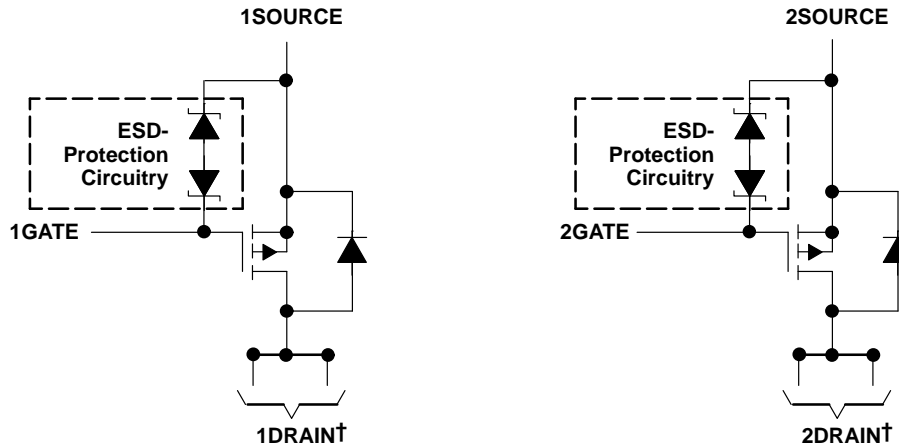 1SOURCE
2SOURCE
ESD-
Protection
Circuitry
ESD-
Protection
Circuitry
1GATE
2GATE
1DRAIN†
2DRAIN†